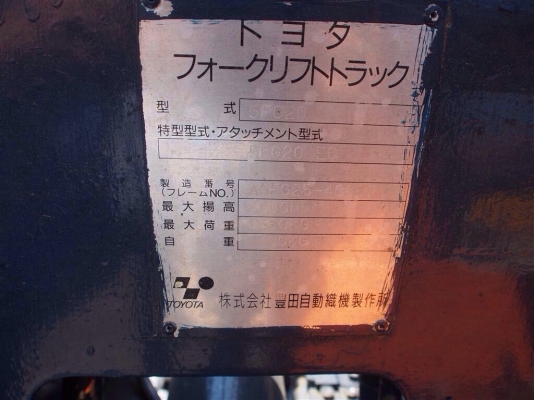 トヨタ
フォークリフトトラック
型 式
特型型式・アタッチメント型式
製造番号
(フレームNO.)
最大揚高
最大荷重
自 重
TOYOTA 株式会社 豊田自動織機製作所